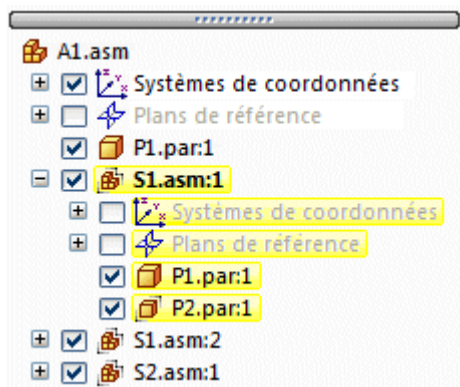 A1.asm
Systèmes de coordonnées
Plans de référence
P1.par:1
S1.asm:1
Systèmes de coordonnées
Plans de référence
P1.par:1
P2.par:1
S1.asm:2
S2.asm:1